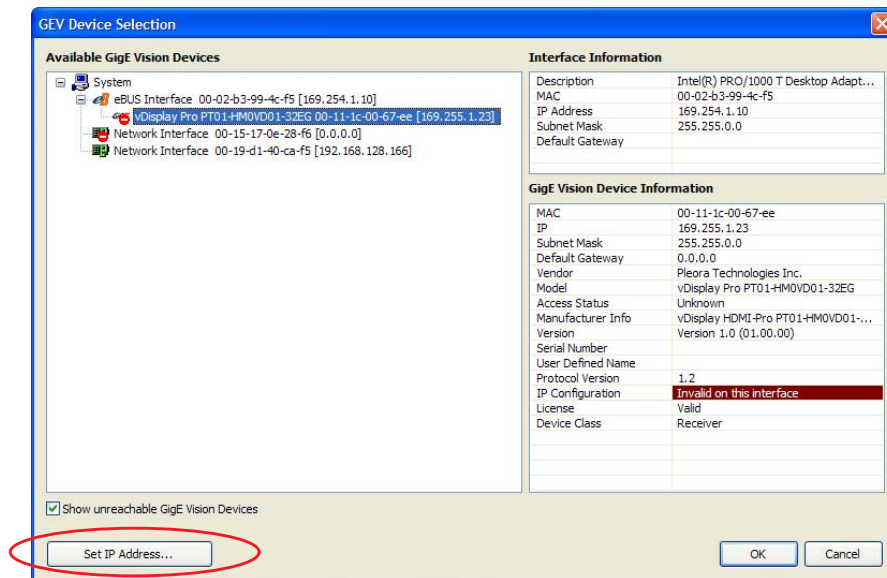 GEV Device Selection
Available GigE Vision Devices
System
eBUS Interface 00-02-b3-99-4c-f5 [169.254.1.10]
vDisplay Pro PT01-HM0VD01-32EG 00-11-1c-00-67-ee [169.255.1.23]
Network Interface 00-15-17-0e-28-f6 [0.0.0.0]
Network Interface 00-19-d1-40-ca-f5 [192.168.128.166]
Show unreachable GigE Vision Devices
Set IP Address...
Interface Information
Description Intel(R) PRO/1000 T Desktop Adapt...
MAC 00-02-b3-99-4c-f5
IP Address 169.254.1.10
Subnet Mask 255.255.0.0
Default Gateway
GigE Vision Device Information
MAC 00-11-1c-00-67-ee
IP 169.255.1.23
Subnet Mask 255.255.0.0
Default Gateway 0.0.0.0
Vendor Pleora Technologies Inc.
Model vDisplay Pro PT01-HM0VD01-32EG
Access Status Unknown
Manufacturer Info vDisplay HDMI-Pro PT01-HM0VD01-...
Version Version 1.0 (01.00.00)
Serial Number
User Defined Name
Protocol Version 1.2
IP Configuration Invalid on this interface
License Valid
Device Class Receiver
OK Cancel